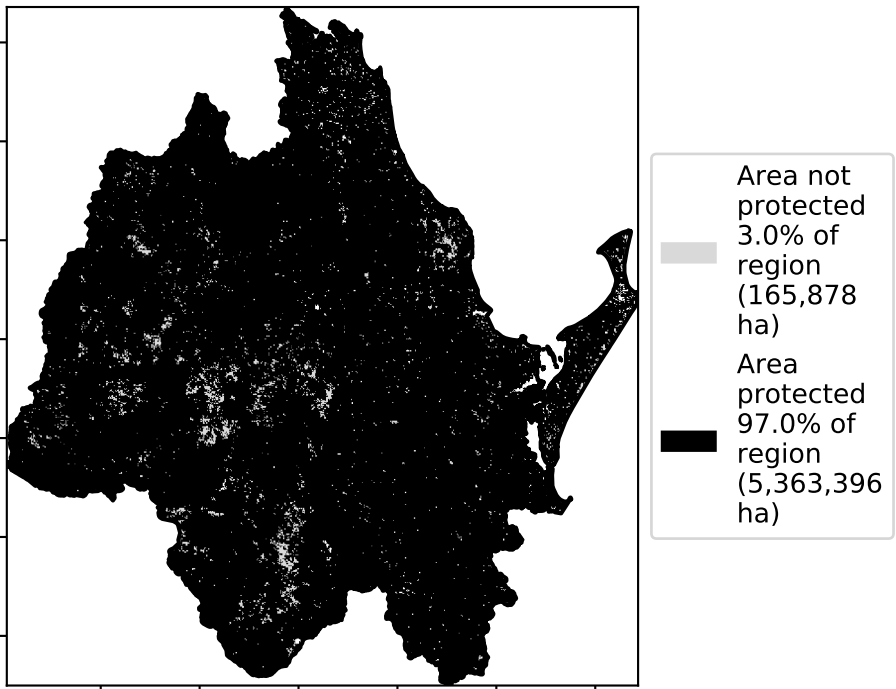 Area not
protected
3.0% of
region
(165,878
ha)
Area
protected
97.0% of
region
(5,363,396
ha)